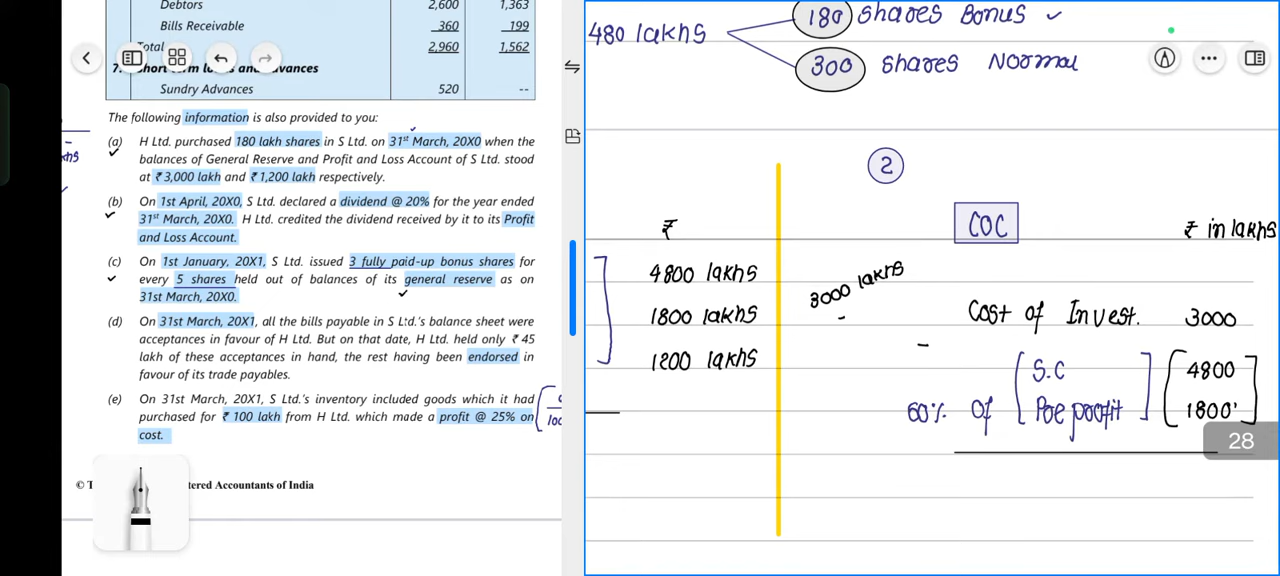 Debtors 2,600 1,363
Bills Receivable 360 199
Total 2,960 1,562
Sundry Advances 520 --
The following information is also provided to you:
(a) H Ltd. purchased 180 lakh shares in S Ltd. on 31st March, 20X0 when the
balances of General Reserve and Profit and Loss Account of S Ltd. stood
at ₹ 3,000 lakh and ₹ 1,200 lakh respectively.
(b) On 1st April, 20X0, S Ltd. declared a dividend @ 20% for the year ended
31st March, 20X0. H Ltd. credited the dividend received by it to its Profit
and Loss Account.
(c) On 1st January, 20X1, S Ltd. issued 3 fully paid-up bonus shares for
every 5 shares held out of balances of its general reserve as on
31st March, 20X0.
(d) On 31st March, 20X1, all the bills payable in S Ltd.'s balance sheet were
acceptances in favour of H Ltd. But on that date, H Ltd. held only ₹ 45
lakh of these acceptances in hand, the rest having been endorsed in
favour of its trade payables.
(e) On 31st March, 20X1, S Ltd.'s inventory included goods which it had
purchased for ₹ 100 lakh from H Ltd. which made a profit @ 25% on
cost.
tered Accountants of India
480 lakhs
180 shares Bonus
300 shares Normal
2
₹
4800 lakhs
1800 lakhs
1200 lakhs
3000 lakhs
COC
₹ in lakhs
Cost of Invest. 3000
60% of [S.C Pre profit] [4800 1800]
28